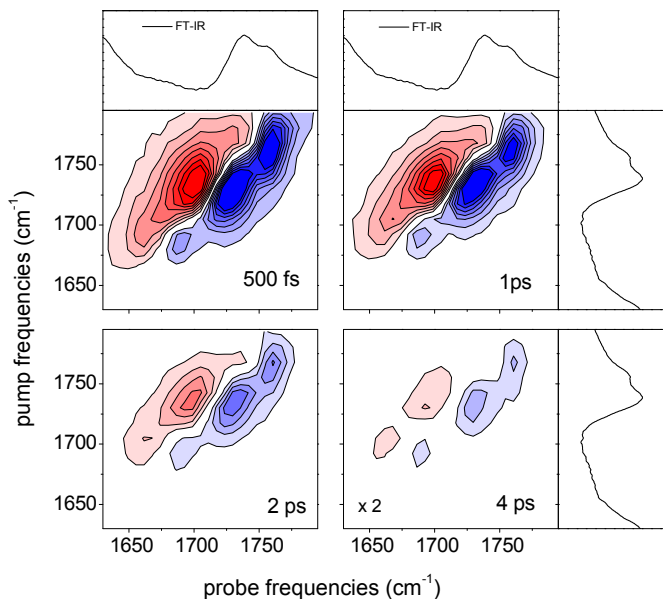 FT-IR
FT-IR
1750
1700
1650
500 fs
1ps
pump frequencies (cm-1)
1750
1700
1650
2 ps
x 2
4 ps
1650
1700
1750
1650
1700
1750
probe frequencies (cm-1)